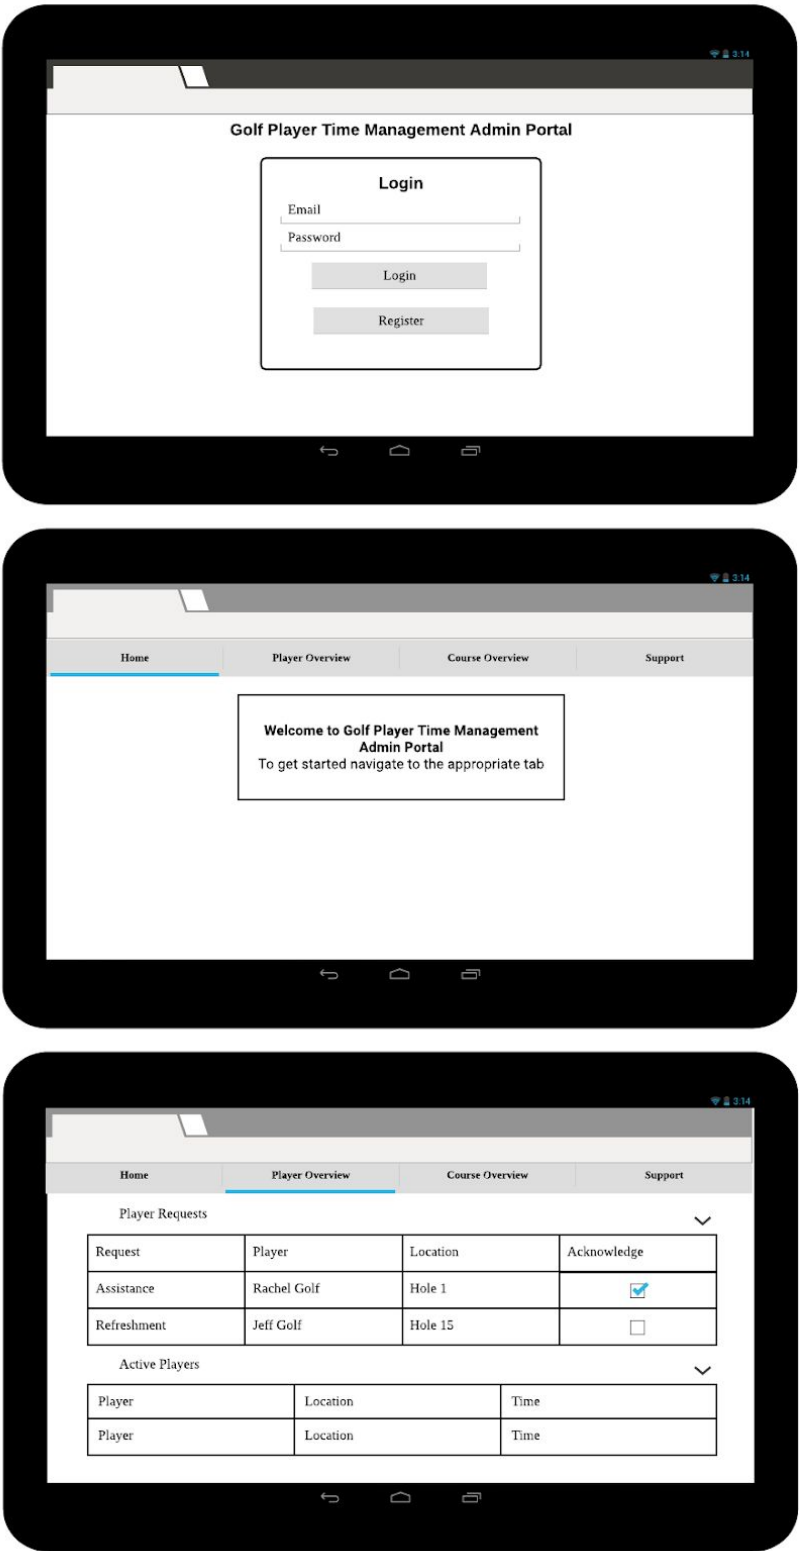 3:14
Golf Player Time Management Admin Portal
Login
Email
Password
Login
Register
3:14
Home Player Overview Course Overview Support
Welcome to Golf Player Time Management
Admin Portal
To get started navigate to the appropriate tab
3:14
Home Player Overview Course Overview Support
Player Requests
Request Player Location Acknowledge
Assistance Rachel Golf Hole 1
Refreshment Jeff Golf Hole 15
Active Players
Player Location Time
Player Location Time